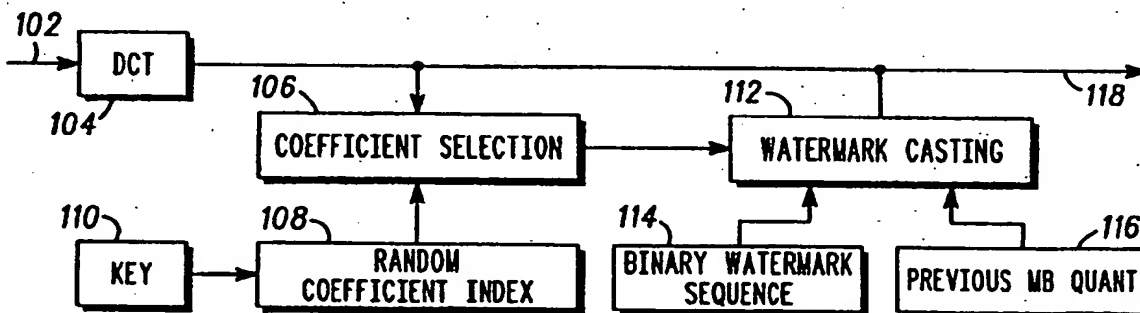 102
DCT
104
106
COEFFICIENT SELECTION
112
WATERMARK CASTING
118
110
KEY
108
RANDOM
COEFFICIENT INDEX
114
BINARY WATERMARK
SEQUENCE
116
PREVIOUS MB QUANT